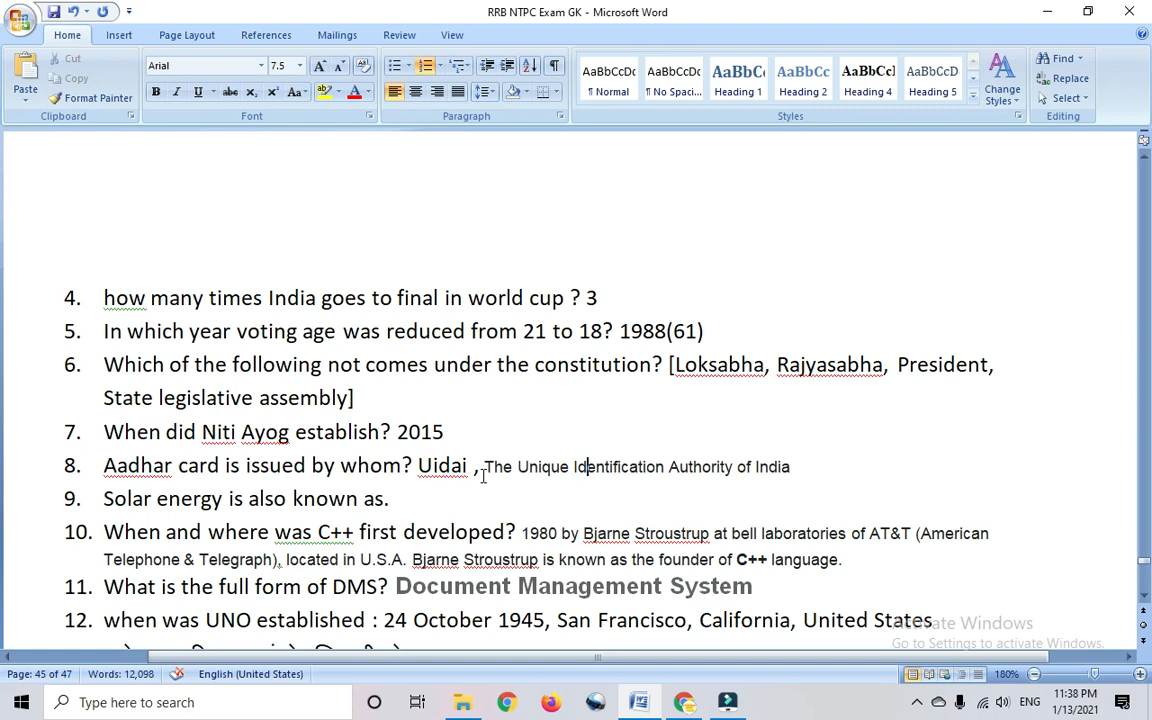 RRB NTPC Exam GK - Microsoft Word
Home Insert Page Layout References Mailings Review View
Cut
Copy
Format Painter
Paste
Clipboard
Arial 7.5
Font
Paragraph
AaBbCcDc AaBbCcDc AaBbC AaBbCc AaBbCcI AaBbCcD
¶ Normal ¶ No Spaci... Heading 1 Heading 2 Heading 4 Heading 5
Change Styles
Styles
Find
Replace
Select
Editing
4. how many times India goes to final in world cup ? 3
5. In which year voting age was reduced from 21 to 18? 1988(61)
6. Which of the following not comes under the constitution? [Loksabha, Rajyasabha, President,
State legislative assembly]
7. When did Niti Ayog establish? 2015
8. Aadhar card is issued by whom? Uidai , The Unique Identification Authority of India
9. Solar energy is also known as.
10. When and where was C++ first developed? 1980 by Bjarne Stroustrup at bell laboratories of AT&T (American
Telephone & Telegraph), located in U.S.A. Bjarne Stroustrup is known as the founder of C++ language.
11. What is the full form of DMS? Document Management System
12. when was UNO established : 24 October 1945, San Francisco, California, United States
Activate Windows
Go to Settings to activate Windows.
Page: 45 of 47 Words: 12,098 English (United States) 180%
Type here to search
ENG
11:38 PM
1/13/2021